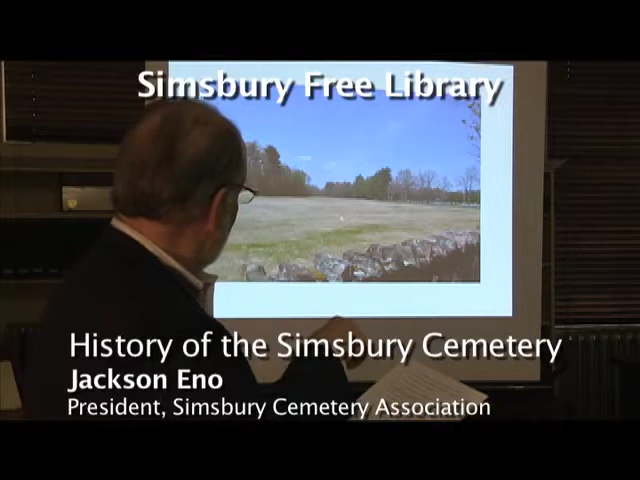 Simsbury Free Library
History of the Simsbury Cemetery
Jackson Eno
President, Simsbury Cemetery Association